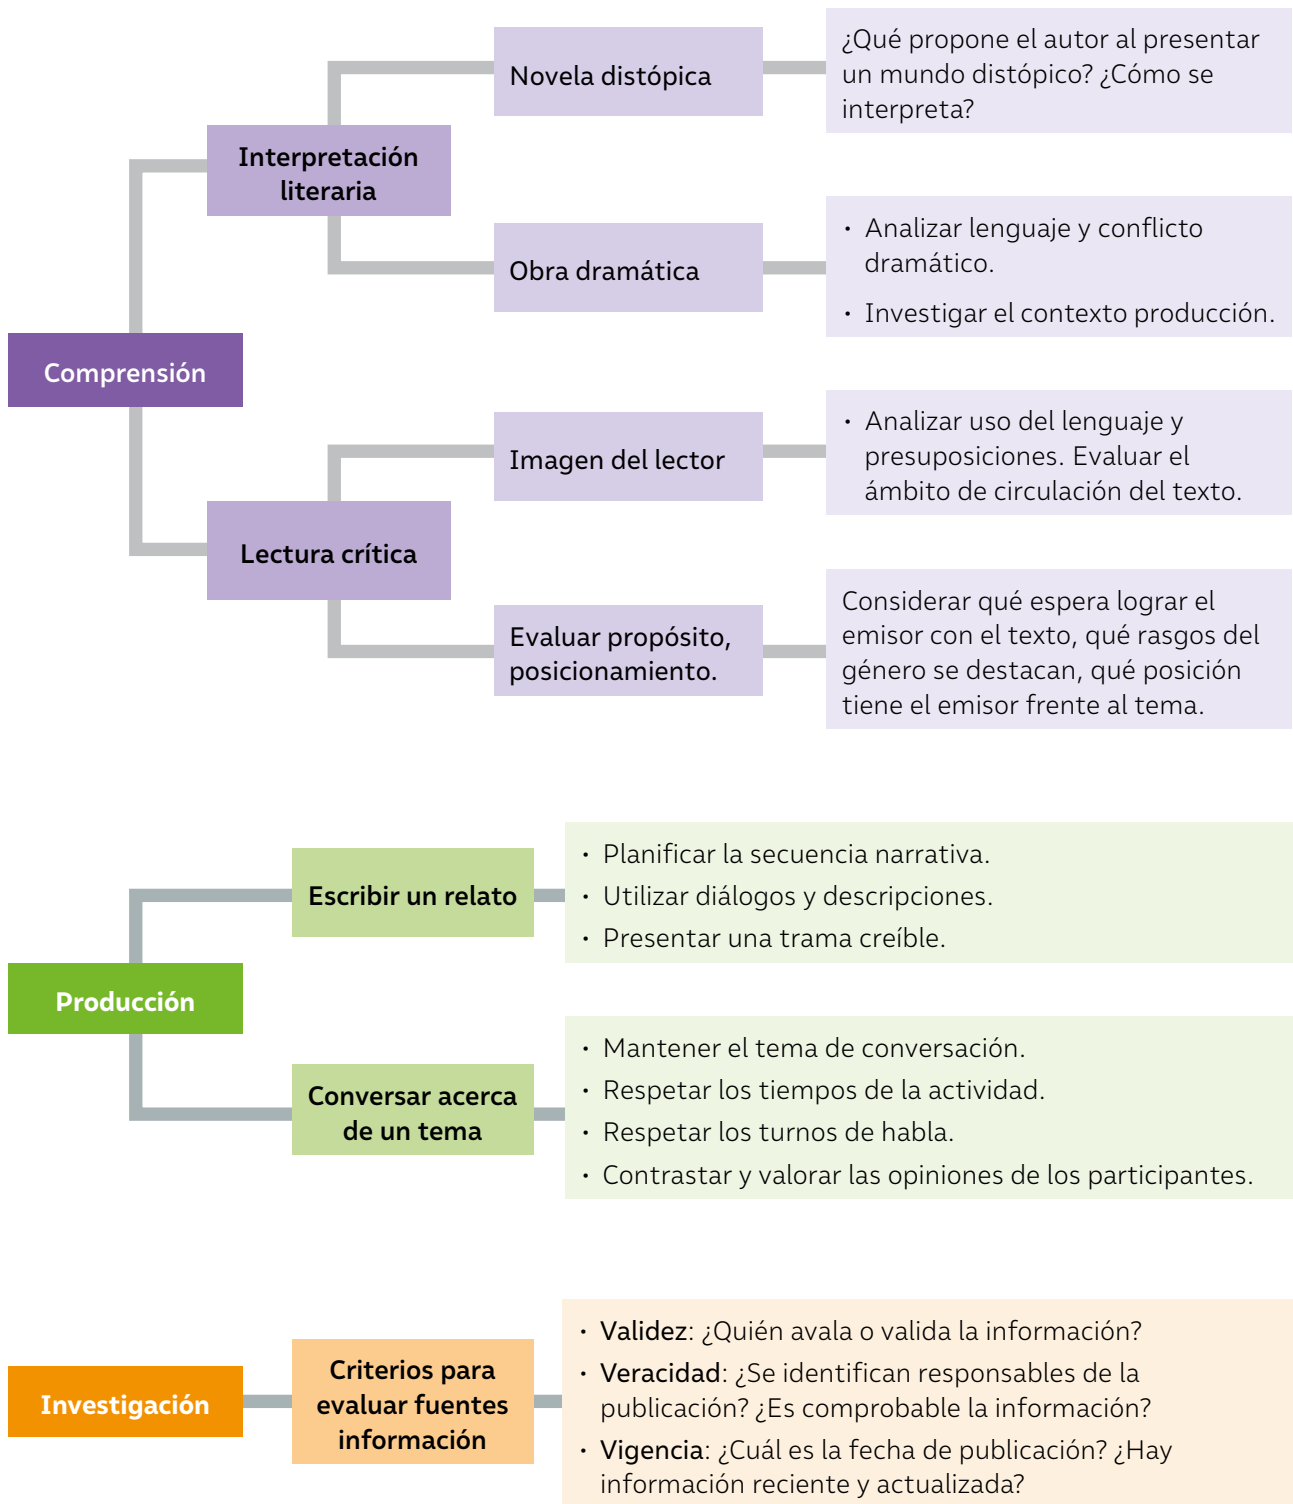 Comprensión
Interpretación
literaria
Novela distópica
¿Qué propone el autor al presentar
un mundo distópico? ¿Cómo se
interpreta?
Obra dramática
• Analizar lenguaje y conflicto
dramático.
• Investigar el contexto producción.
Lectura crítica
Imagen del lector
• Analizar uso del lenguaje y
presuposiciones. Evaluar el
ámbito de circulación del texto.
Evaluar propósito,
posicionamiento.
Considerar qué espera lograr el
emisor con el texto, qué rasgos del
género se destacan, qué posición
tiene el emisor frente al tema.
Producción
Escribir un relato
• Planificar la secuencia narrativa.
• Utilizar diálogos y descripciones.
• Presentar una trama creíble.
Conversar acerca
de un tema
• Mantener el tema de conversación.
• Respetar los tiempos de la actividad.
• Respetar los turnos de habla.
• Contrastar y valorar las opiniones de los participantes.
Investigación
Criterios para
evaluar fuentes
información
• Validez: ¿Quién avala o valida la información?
• Veracidad: ¿Se identifican responsables de la
publicación? ¿Es comprobable la información?
• Vigencia: ¿Cuál es la fecha de publicación? ¿Hay
información reciente y actualizada?